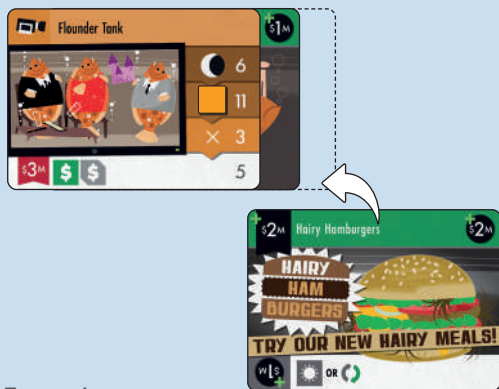 Flounder Tank
$1M
6
11
× 3
$3M $ $
5
$2M Hairy Hamburgers $2M
HAIRY
HAM
BURGERS
TRY OUR NEW HAIRY MEALS!
WL$ OR